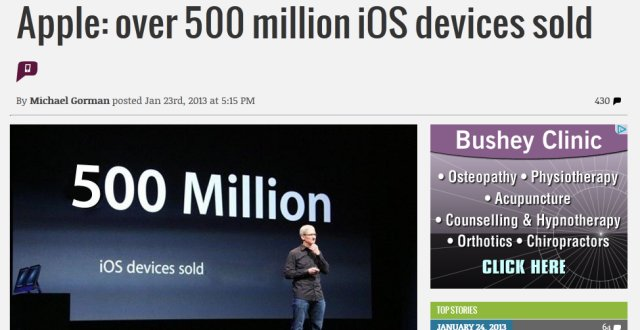 Apple: over 500 million iOS devices sold
By Michael Gorman posted Jan 23rd, 2013 at 5:15 PM
430
500 Million
iOS devices sold
Bushey Clinic
• Osteopathy • Physiotherapy
• Acupuncture
• Counselling & Hypnotherapy
• Orthotics • Chiropractors
CLICK HERE
TOP STORIES
JANUARY 24, 2013
64